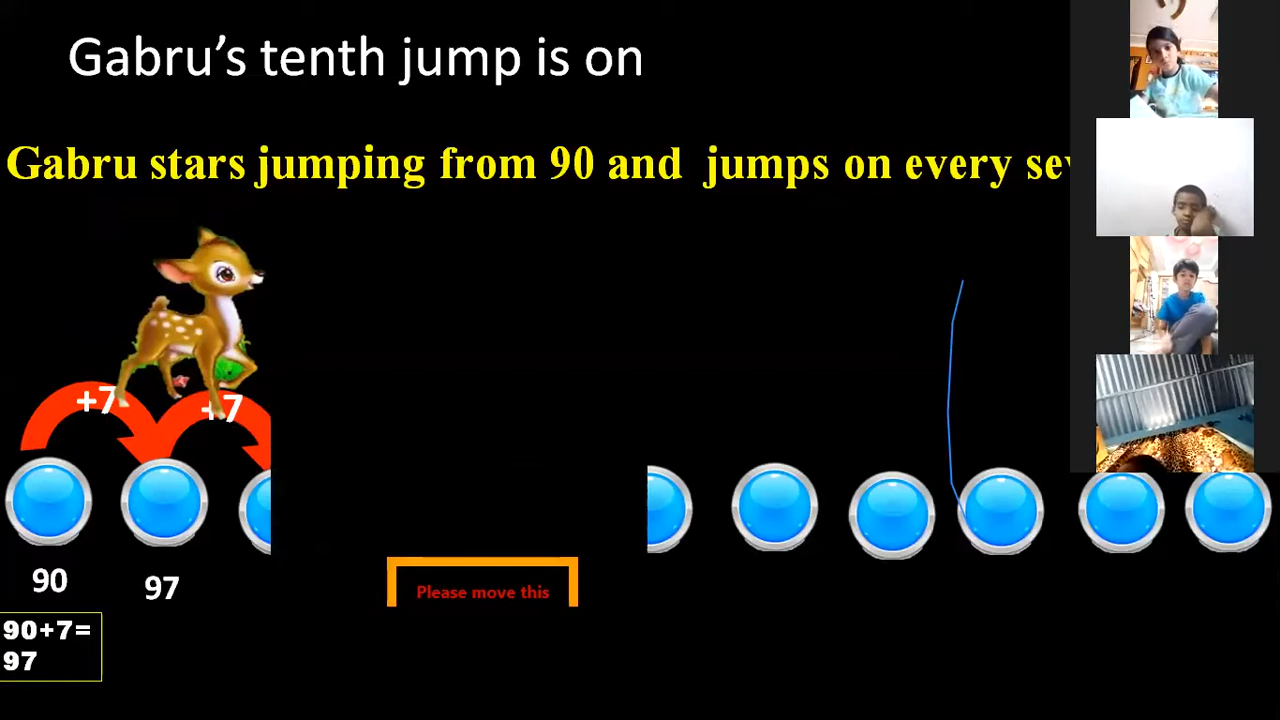 Gabru’s tenth jump is on
Gabru stars jumping from 90 and jumps on every
+7 +7
Please move this
90 97
90+7=
97